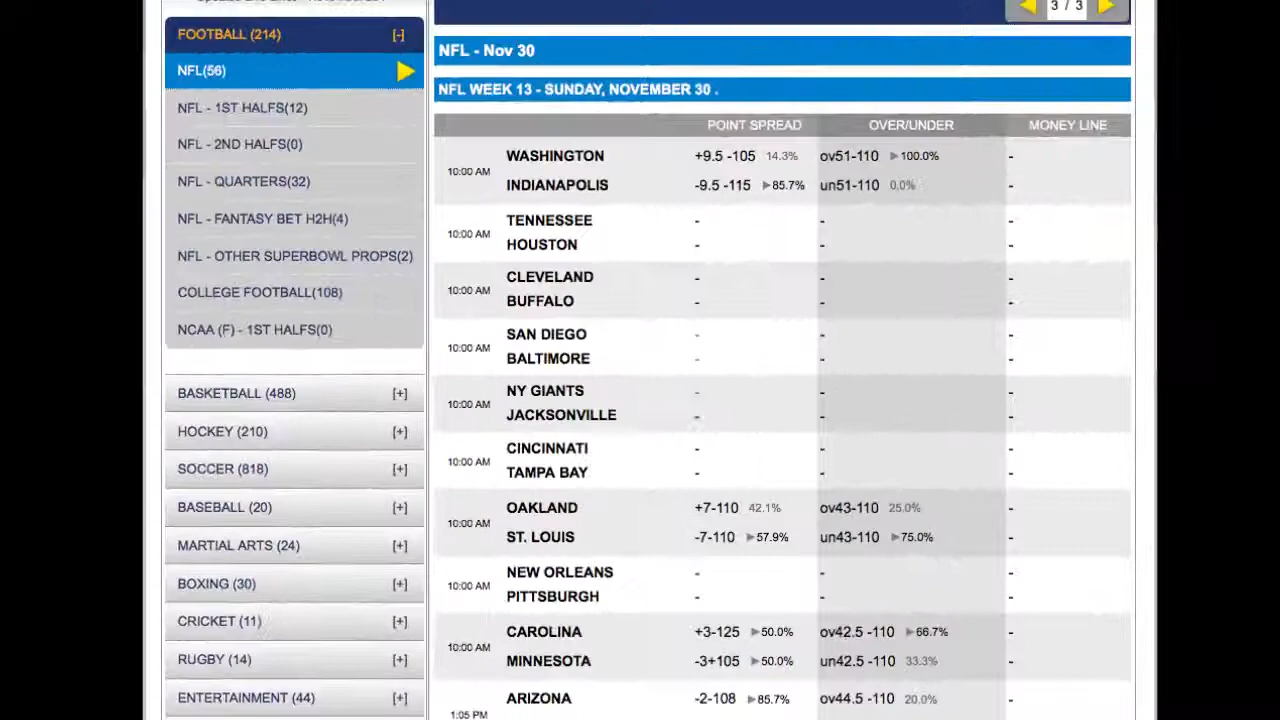 FOOTBALL (214) [-]
NFL(56)
NFL - 1ST HALFS(12)
NFL - 2ND HALFS(0)
NFL - QUARTERS(32)
NFL - FANTASY BET H2H(4)
NFL - OTHER SUPERBOWL PROPS(2)
COLLEGE FOOTBALL(108)
NCAA (F) - 1ST HALFS(0)
BASKETBALL (488) [+]
HOCKEY (210) [+]
SOCCER (818) [+]
BASEBALL (20) [+]
MARTIAL ARTS (24) [+]
BOXING (30) [+]
CRICKET (11) [+]
RUGBY (14) [+]
ENTERTAINMENT (44) [+]
3 / 3
NFL - Nov 30
NFL WEEK 13 - SUNDAY, NOVEMBER 30 .
POINT SPREAD OVER/UNDER MONEY LINE
WASHINGTON +9.5 -105 14.3% ov51-110 ►100.0% -
10:00 AM
INDIANAPOLIS -9.5 -115 ►85.7% un51-110 0.0%
TENNESSEE - - -
10:00 AM
HOUSTON - - -
CLEVELAND - - -
10:00 AM
BUFFALO - - -
SAN DIEGO - - -
10:00 AM
BALTIMORE - - -
NY GIANTS - - -
10:00 AM
JACKSONVILLE - - -
CINCINNATI - - -
10:00 AM
TAMPA BAY - - -
OAKLAND +7-110 42.1% ov43-110 25.0% -
10:00 AM
ST. LOUIS -7-110 ►57.9% un43-110 ►75.0% -
NEW ORLEANS - - -
10:00 AM
PITTSBURGH - - -
CAROLINA +3-125 ►50.0% ov42.5 -110 ►66.7% -
10:00 AM
MINNESOTA -3+105 ►50.0% un42.5 -110 33.3% -
ARIZONA -2-108 ►85.7% ov44.5 -110 20.0% -
1:05 PM